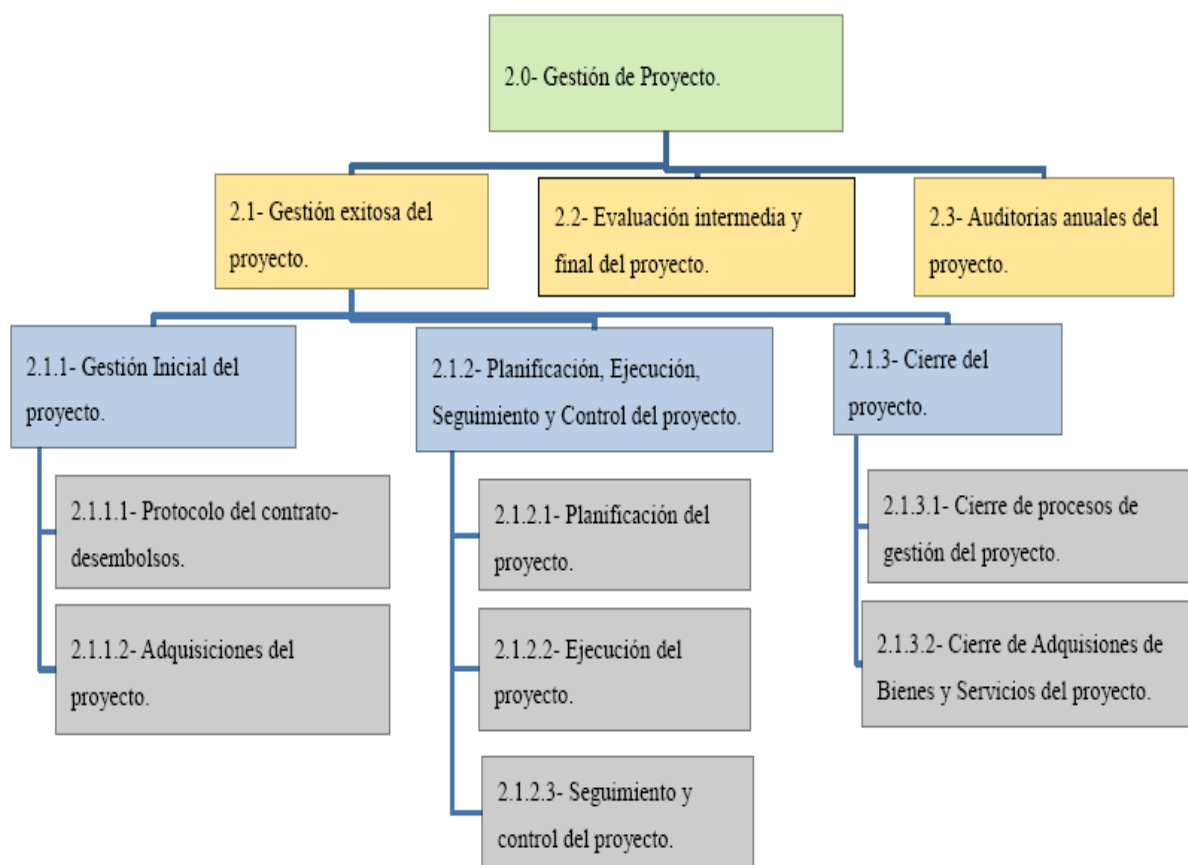 2.0- Gestión de Proyecto.
2.1- Gestión exitosa del
proyecto.
2.2- Evaluación intermedia y
final del proyecto.
2.3- Auditorias anuales del
proyecto.
2.1.1- Gestión Inicial del
proyecto.
2.1.2- Planificación, Ejecución,
Seguimiento y Control del proyecto.
2.1.3- Cierre del
proyecto.
2.1.1.1- Protocolo del contrato-
desembolsos.
2.1.1.2- Adquisiciones del
proyecto.
2.1.2.1- Planificación del
proyecto.
2.1.2.2- Ejecución del
proyecto.
2.1.2.3- Seguimiento y
control del proyecto.
2.1.3.1- Cierre de procesos de
gestión del proyecto.
2.1.3.2- Cierre de Adquisiones de
Bienes y Servicios del proyecto.